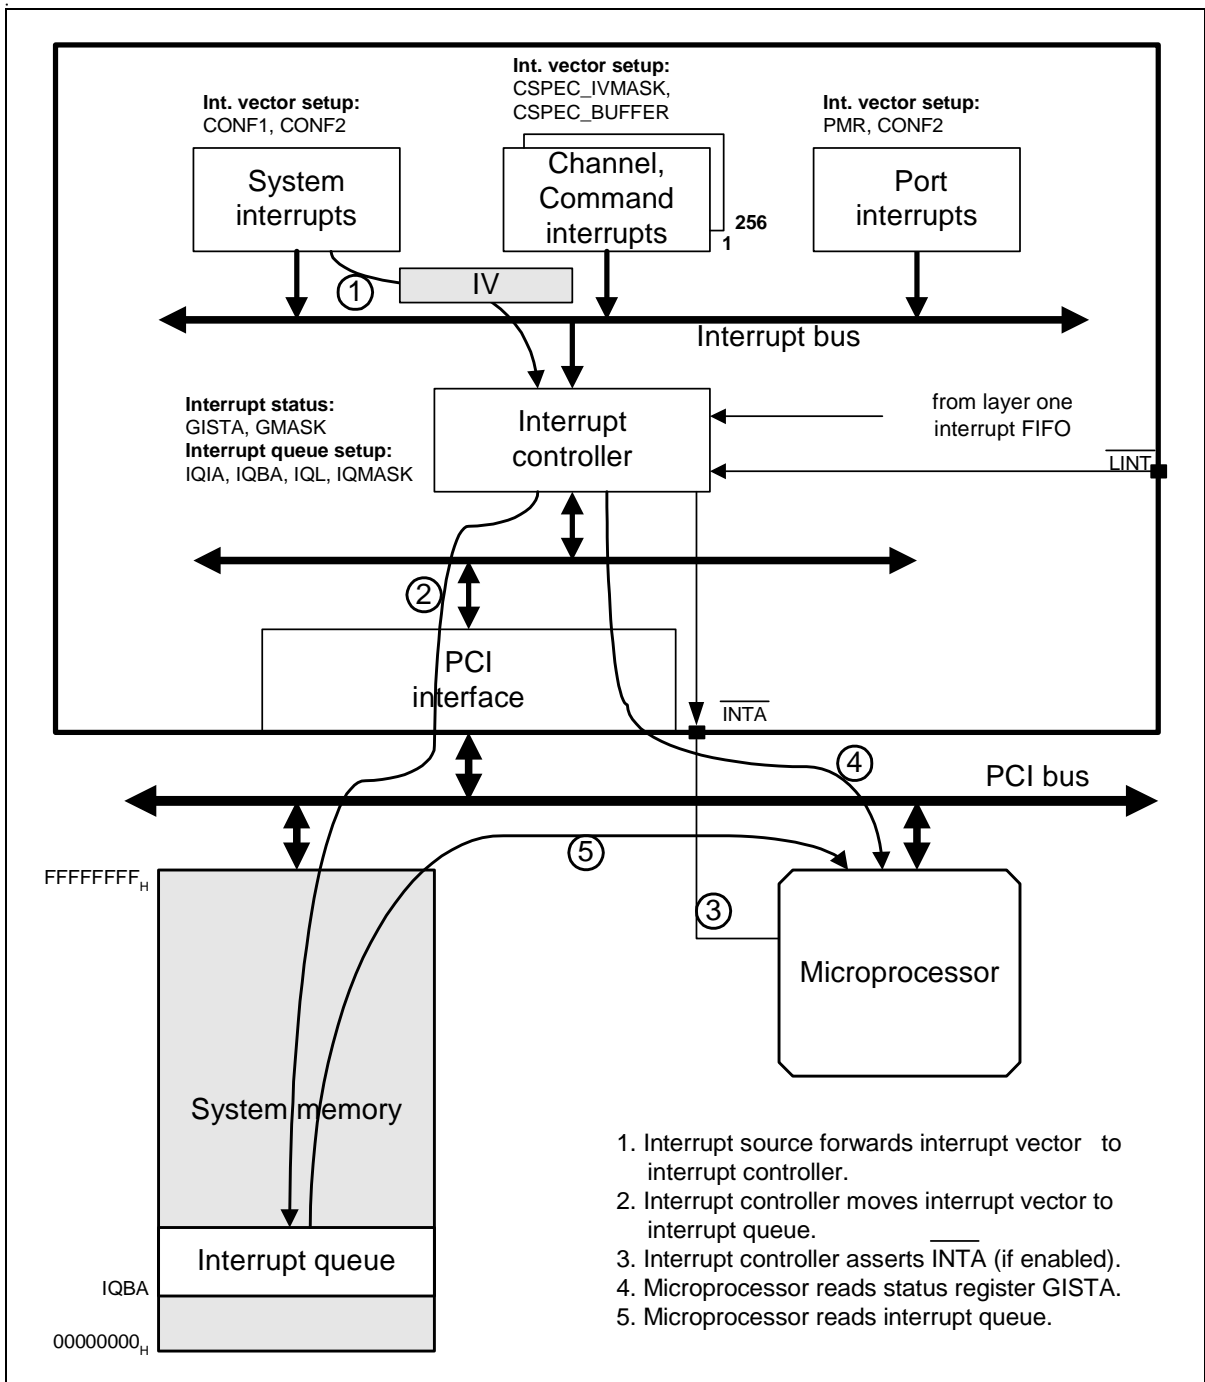 .
Int. vector setup:
CSPEC_IVMASK,
CSPEC_BUFFER
Int. vector setup:
CONF1, CONF2
Int. vector setup:
PMR, CONF2
System
interrupts
Channel,
Command
interrupts
256
1
Port
interrupts
1
IV
Interrupt bus
Interrupt status:
GISTA, GMASK
Interrupt queue setup:
IQIA, IQBA, IQL, IQMASK
Interrupt
controller
from layer one
interrupt FIFO
LINT
2
PCI
interface
INTA
4
PCI bus
5
FFFFFFFF_H
3
Microprocessor
System memory
Interrupt queue
IQBA
00000000_H
1. Interrupt source forwards interrupt vector to
interrupt controller.
2. Interrupt controller moves interrupt vector to
interrupt queue.
3. Interrupt controller asserts INTA (if enabled).
4. Microprocessor reads status register GISTA.
5. Microprocessor reads interrupt queue.